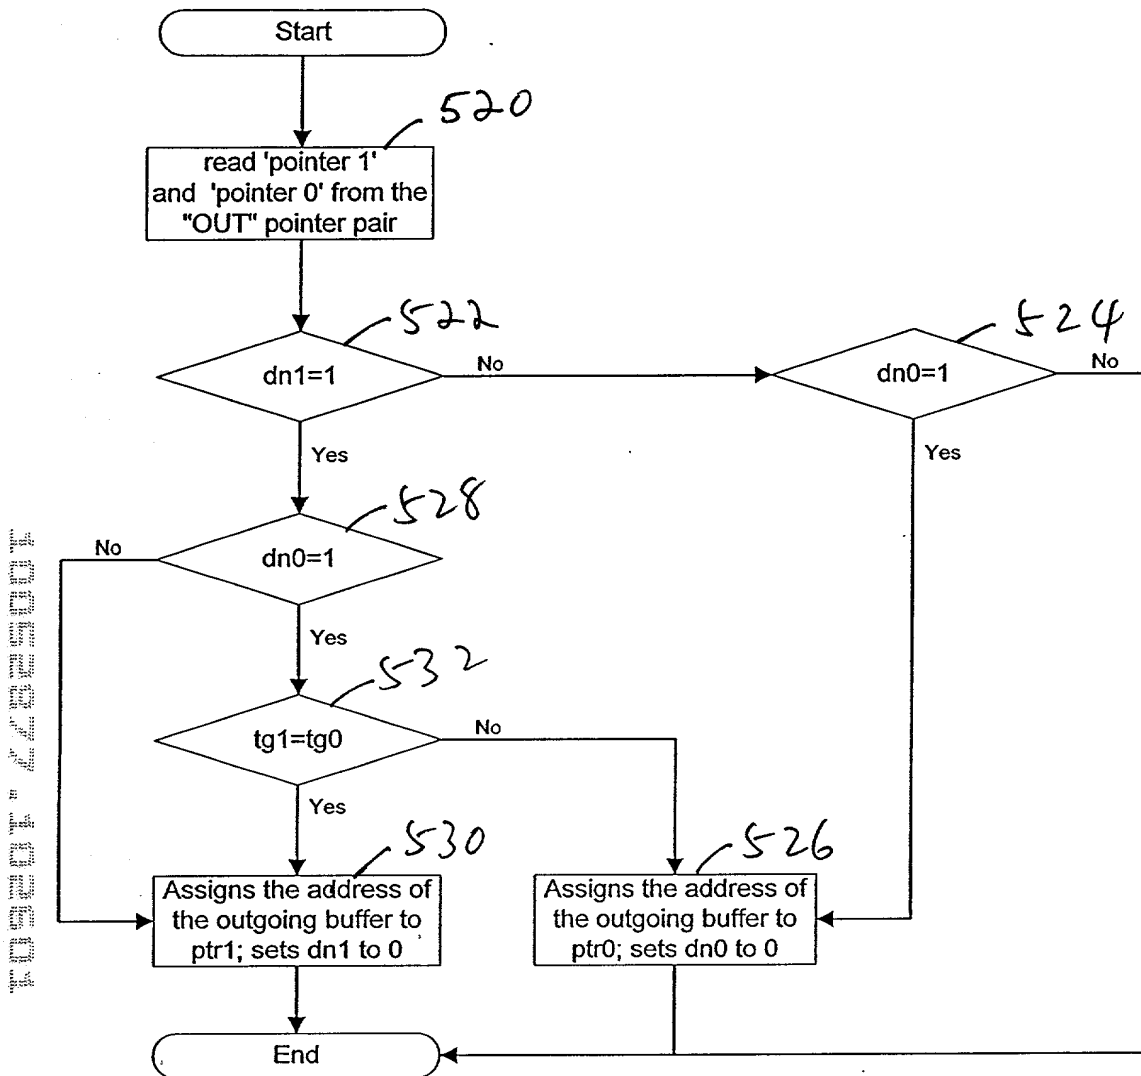 Start
520
read 'pointer 1'
and 'pointer 0' from the
"OUT" pointer pair
522
524
dn1=1
No
dn0=1
No
Yes
Yes
528
No
dn0=1
Yes
532
tg1=tg0
No
Yes
530
526
Assigns the address of
the outgoing buffer to
ptr1; sets dn1 to 0
Assigns the address of
the outgoing buffer to
ptr0; sets dn0 to 0
End